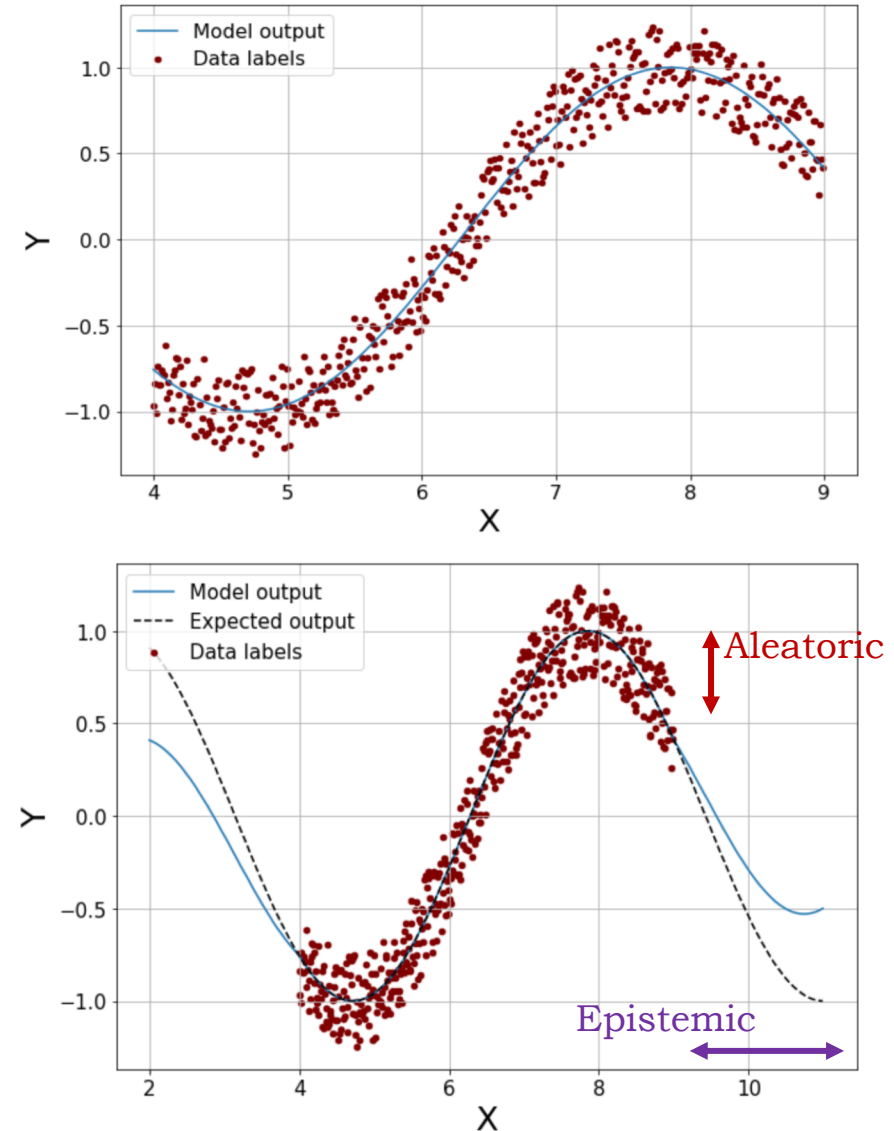 Model output
Data labels
1.0
0.5
0.0
−0.5
−1.0
Y
4 5 6 7 8 9
X
Model output
Expected output
Data labels
1.0
0.5
0.0
−0.5
−1.0
Y
Aleatoric
Epistemic
2 4 6 8 10
X